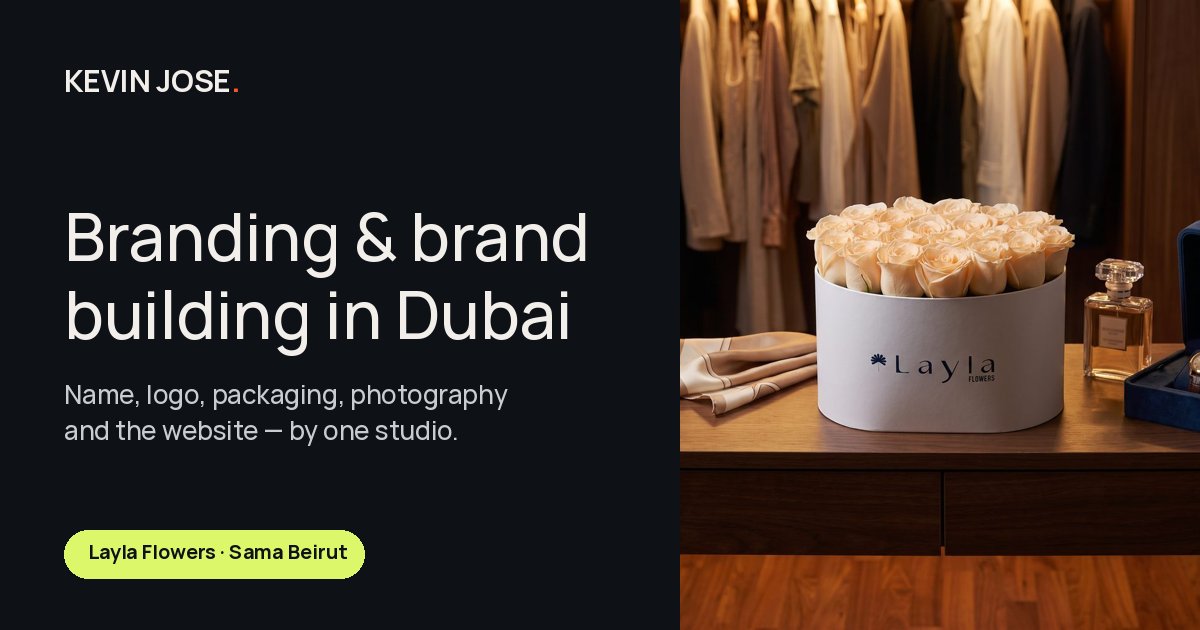 KEVIN JOSE.
Branding & brand
building in Dubai
Name, logo, packaging, photography
and the website — by one studio.
Layla Flowers · Sama Beirut
Layla
FLOWERS